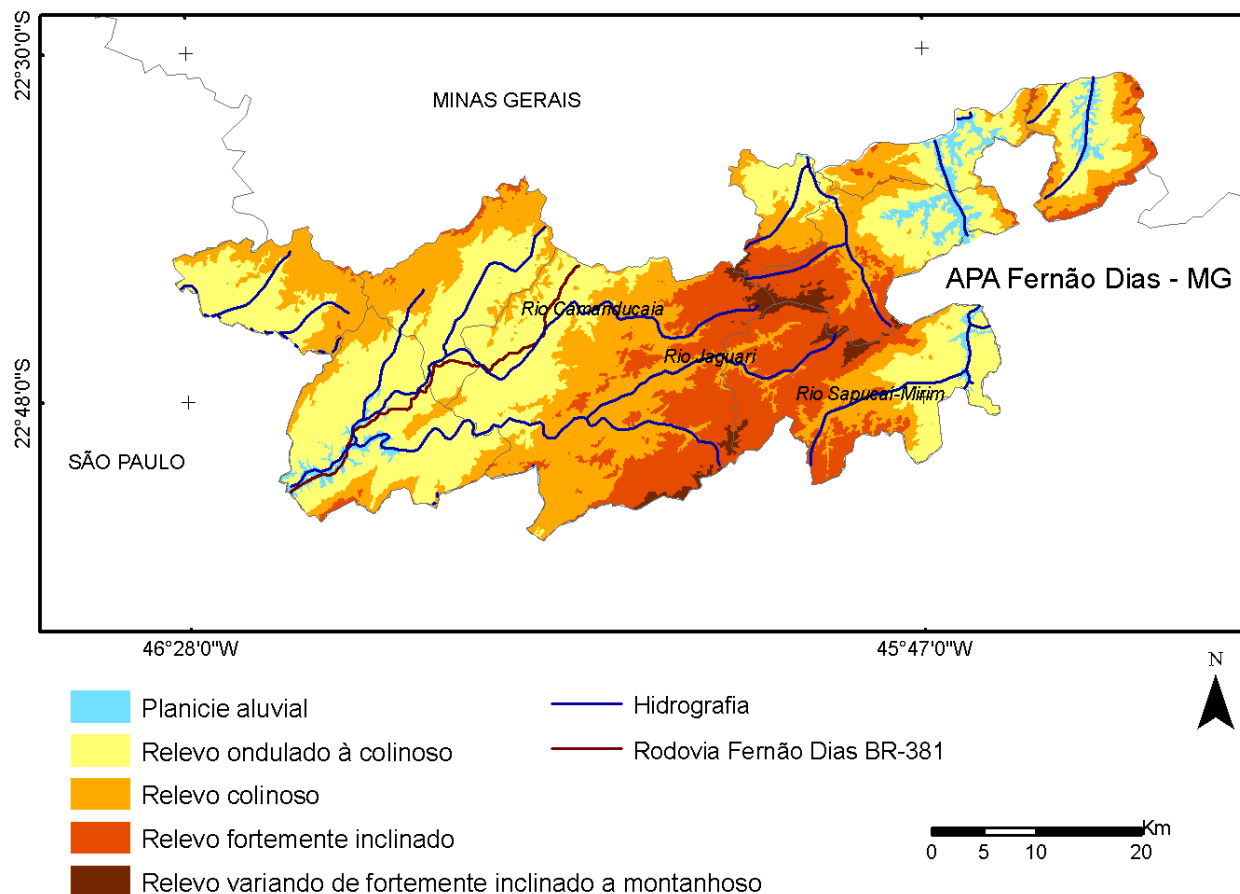 22°30'0"S
MINAS GERAIS
APA Fernão Dias - MG
Rio Camanducaia
Rio Jaguari
22°48'0"S
Rio Sapucaí-Mirim
SÃO PAULO
46°28'0"W
45°47'0"W
N
Planicie aluvial
Relevo ondulado à colinoso
Relevo colinoso
Relevo fortemente inclinado
Relevo variando de fortemente inclinado a montanhoso
Hidrografia
Rodovia Fernão Dias BR-381
Km
0 5 10 20